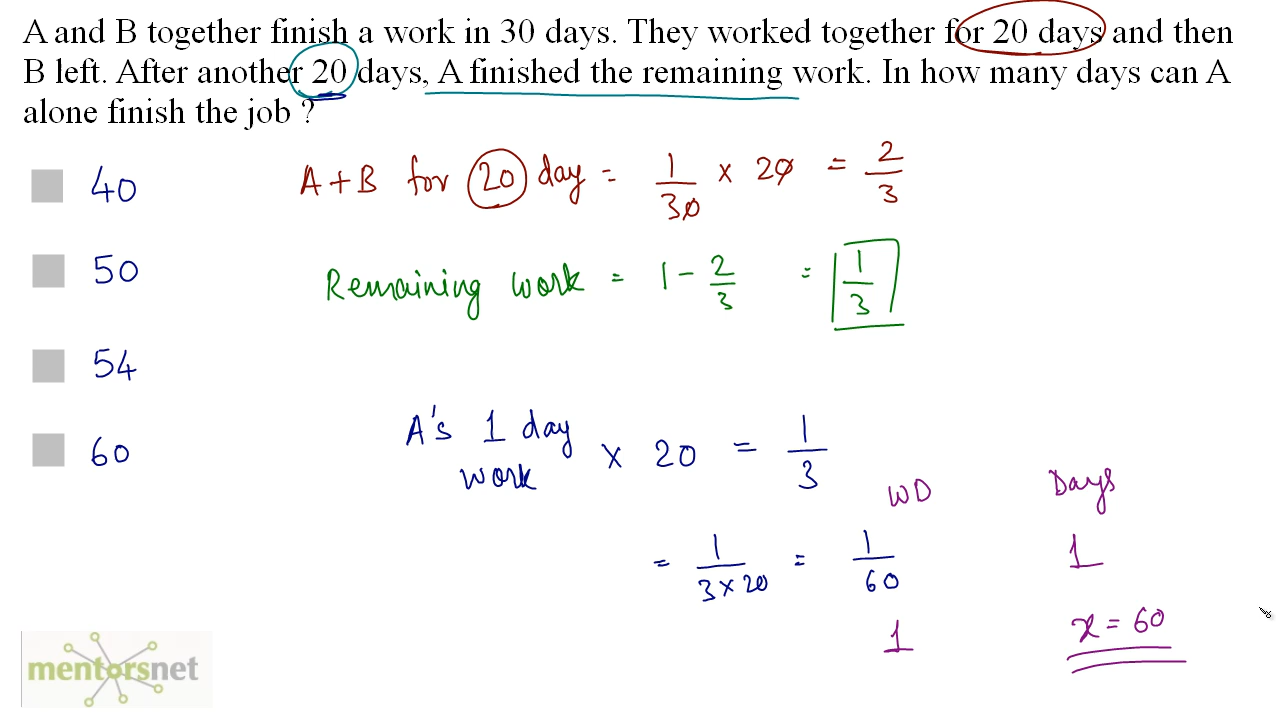 A and B together finish a work in 30 days. They worked together for 20 days and then
B left. After another 20 days, A finished the remaining work. In how many days can A
alone finish the job ?
40
A+B for 20 day = 1/30 × 20 = 2/3
50
Remaining work = 1 - 2/3 = 1/3
54
60
A's 1 day work × 20 = 1/3
WD Days
= 1/3×20 = 1/60 1
1 x = 60
mentorsnet